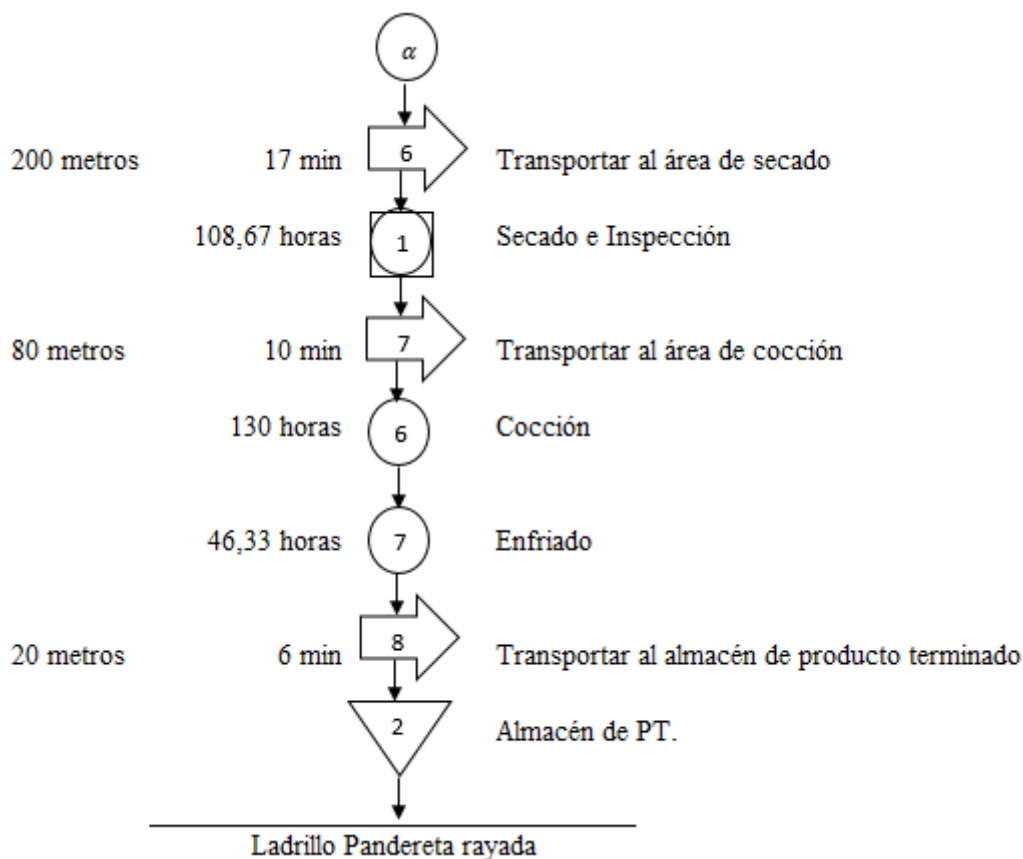 α
200 metros 17 min 6 Transportar al área de secado
108,67 horas 1 Secado e Inspección
80 metros 10 min 7 Transportar al área de cocción
130 horas 6 Cocción
46,33 horas 7 Enfriado
20 metros 6 min 8 Transportar al almacén de producto terminado
2 Almacén de PT.
Ladrillo Pandereta rayada